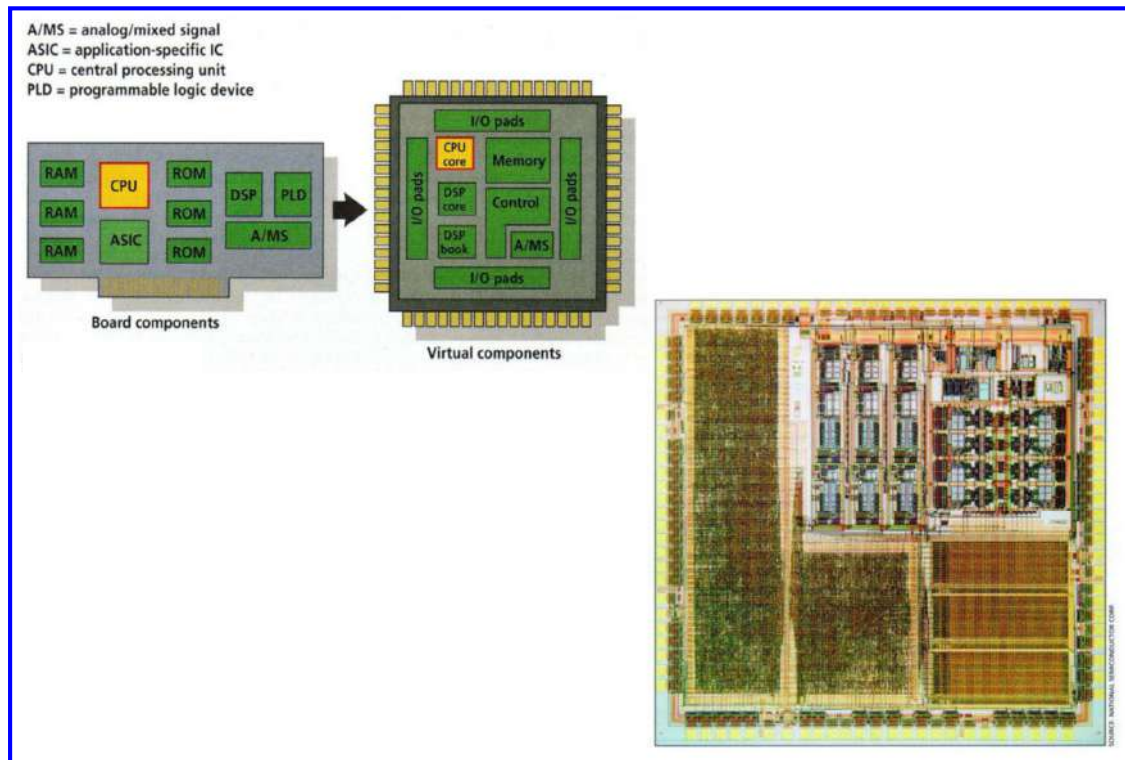 A/MS = analog/mixed signal
ASIC = application-specific IC
CPU = central processing unit
PLD = programmable logic device
RAM
CPU
ROM
DSP
PLD
RAM
ROM
ASIC
A/MS
RAM
ROM
Board components
I/O pads
I/O pads
CPU
core
Memory
I/O pads
DSP
core
Control
DSP
book
A/MS
I/O pads
Virtual components
SOURCE: NATIONAL SEMICONDUCTOR CORP.